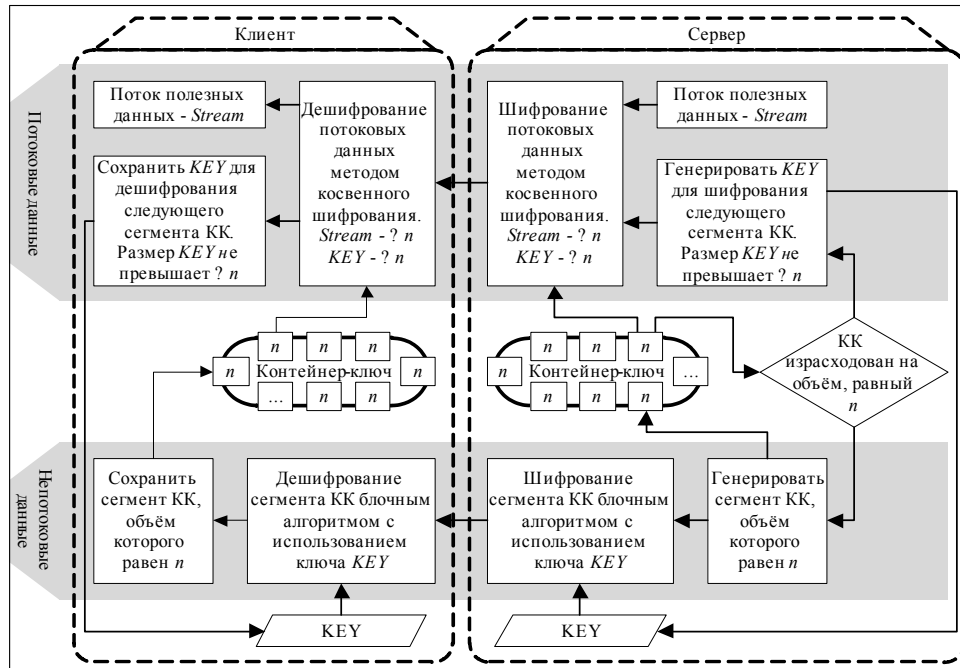 Клиент
Сервер
Потоковые данные
Поток полезных
данных - Stream
Дешифрование
потоковых
данных
методом
косвенного
шифрования.
Stream - ? n
KEY - ? n
Шифрование
потоковых
данных
методом
косвенного
шифрования.
Stream - ? n
KEY - ? n
Поток полезных
данных - Stream
Сохранить KEY для
дешифрования
следующего
сегмента КК.
Размер KEY не
превышает ? n
Генерировать KEY
для шифрования
следующего
сегмента КК.
Размер KEY не
превышает ? n
n n n
n Контейнер-ключ n
... n n
n n n
n Контейнер-ключ ...
n n n
КК
израсходован на
объём, равный
n
Непотоковые
данные
Сохранить
сегмент КК,
объём
которого
равен n
Дешифрование
сегмента КК блочным
алгоритмом с
использованием
ключа KEY
Шифрование
сегмента КК блочным
алгоритмом с
использованием
ключа KEY
Генерировать
сегмент КК,
объём
которого
равен n
KEY
KEY